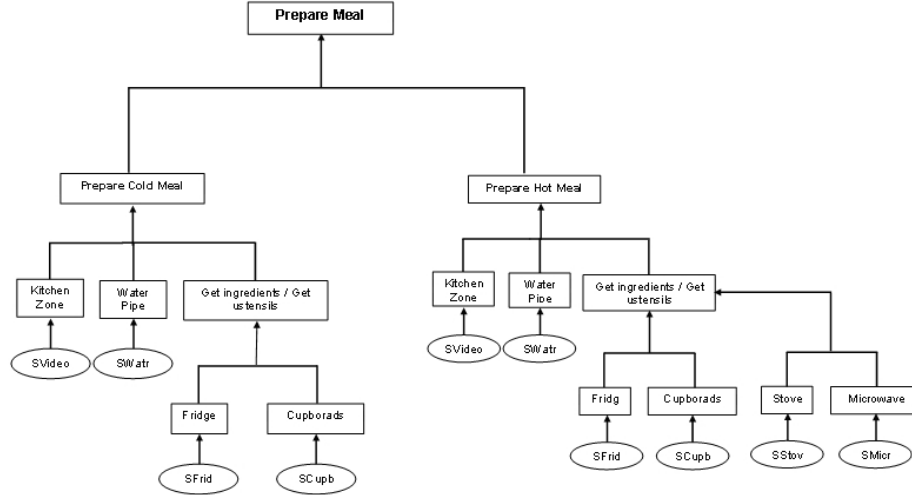 Prepare Meal
Prepare Cold Meal
Prepare Hot Meal
Kitchen
Zone
Water
Pipe
Get ingredients / Get
ustensils
Kitchen
Zone
Water
Pipe
Get ingredients / Get
ustensils
SVideo
SWatr
SVideo
SWatr
Fridge
Cupborads
Fridg
Cupborads
Stove
Microwave
SFrid
SCupb
SFrid
SCupb
SStov
SMicr